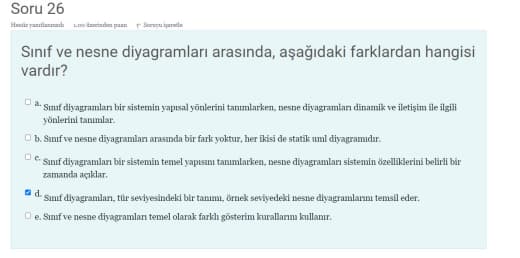 Soru 26
Henüz yanıtlanmadı 1,00 üzerinden puan Soruyu işaretle
Sınıf ve nesne diyagramları arasında, aşağıdaki farklardan hangisi
vardır?
a. Sınıf diyagramları bir sistemin yapısal yönlerini tanımlarken, nesne diyagramları dinamik ve iletişim ile ilgili
yönlerini tanımlar.
b. Sınıf ve nesne diyagramları arasında bir fark yoktur, her ikisi de statik uml diyagramıdır.
c. Sınıf diyagramları bir sistemin temel yapısını tanımlarken, nesne diyagramları sistemin özelliklerini belirli bir
zamanda açıklar.
d. Sınıf diyagramları, tür seviyesindeki bir tanımı, örnek seviyedeki nesne diyagramlarını temsil eder.
e. Sınıf ve nesne diyagramları temel olarak farklı gösterim kurallarını kullanır.